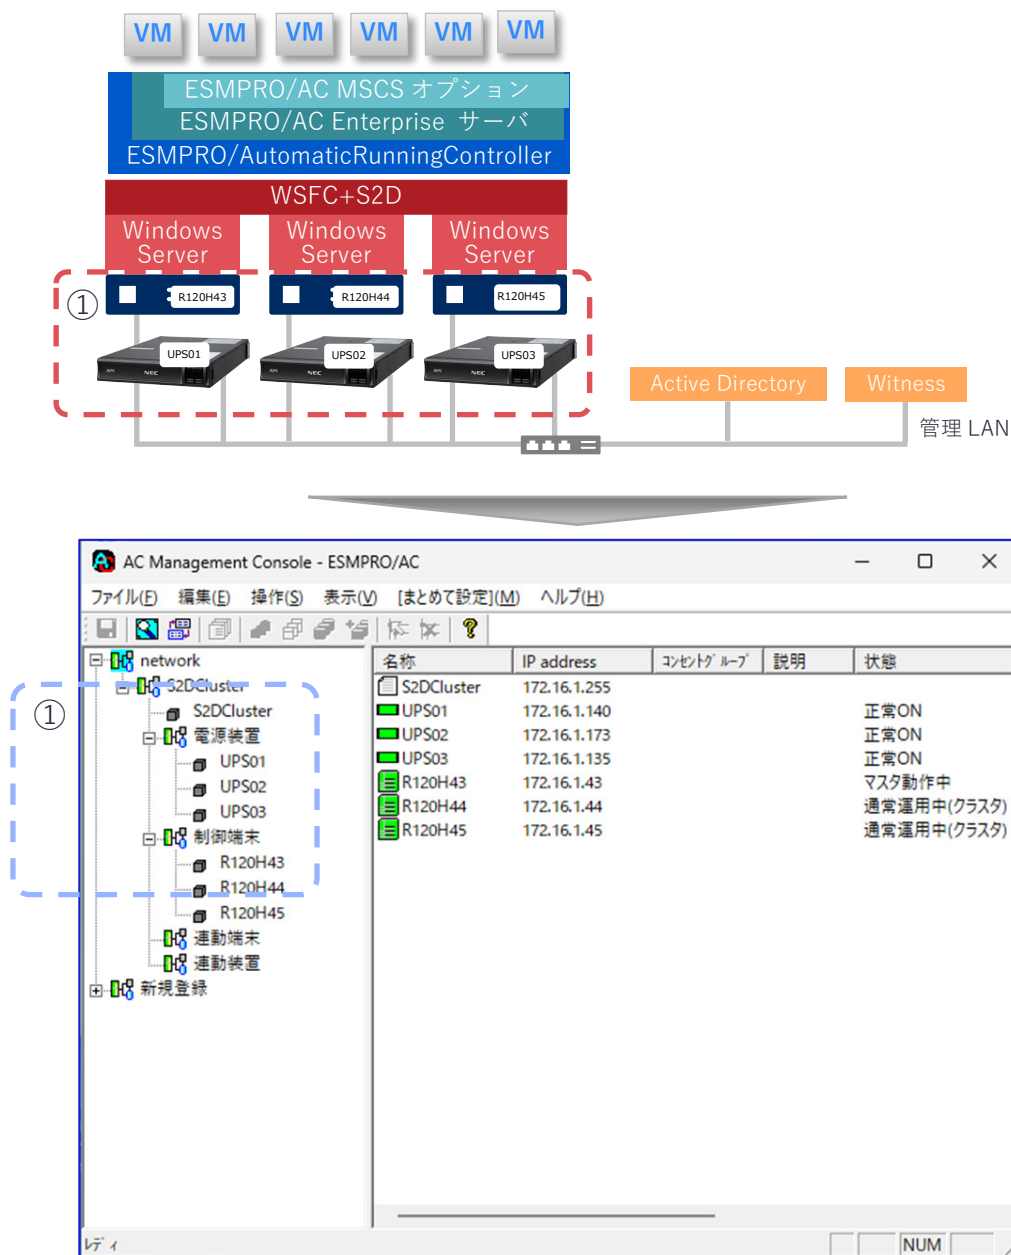 VM VM VM VM VM VM
ESMPRO/AC MSCS オプション
ESMPRO/AC Enterprise サーバ
ESMPRO/AutomaticRunningController
WSFC+S2D
Windows Server Windows Server Windows Server
① R120H43 R120H44 R120H45
UPS01 UPS02 UPS03
APC NEC APC NEC APC NEC
Active Directory Witness
管理 LAN
AC Management Console - ESMPRO/AC
ファイル(F) 編集(E) 操作(S) 表示(V) [まとめて設定](M) ヘルプ(H)
network
S2DCluster
①
S2DCluster
電源装置
UPS01
UPS02
UPS03
制御端末
R120H43
R120H44
R120H45
連動端末
連動装置
新規登録
名称 IP address コンセントグループ 説明 状態
S2DCluster 172.16.1.255
UPS01 172.16.1.140 正常ON
UPS02 172.16.1.173 正常ON
UPS03 172.16.1.135 正常ON
R120H43 172.16.1.43 マスタ動作中
R120H44 172.16.1.44 通常運用中(クラスタ)
R120H45 172.16.1.45 通常運用中(クラスタ)
レディ NUM